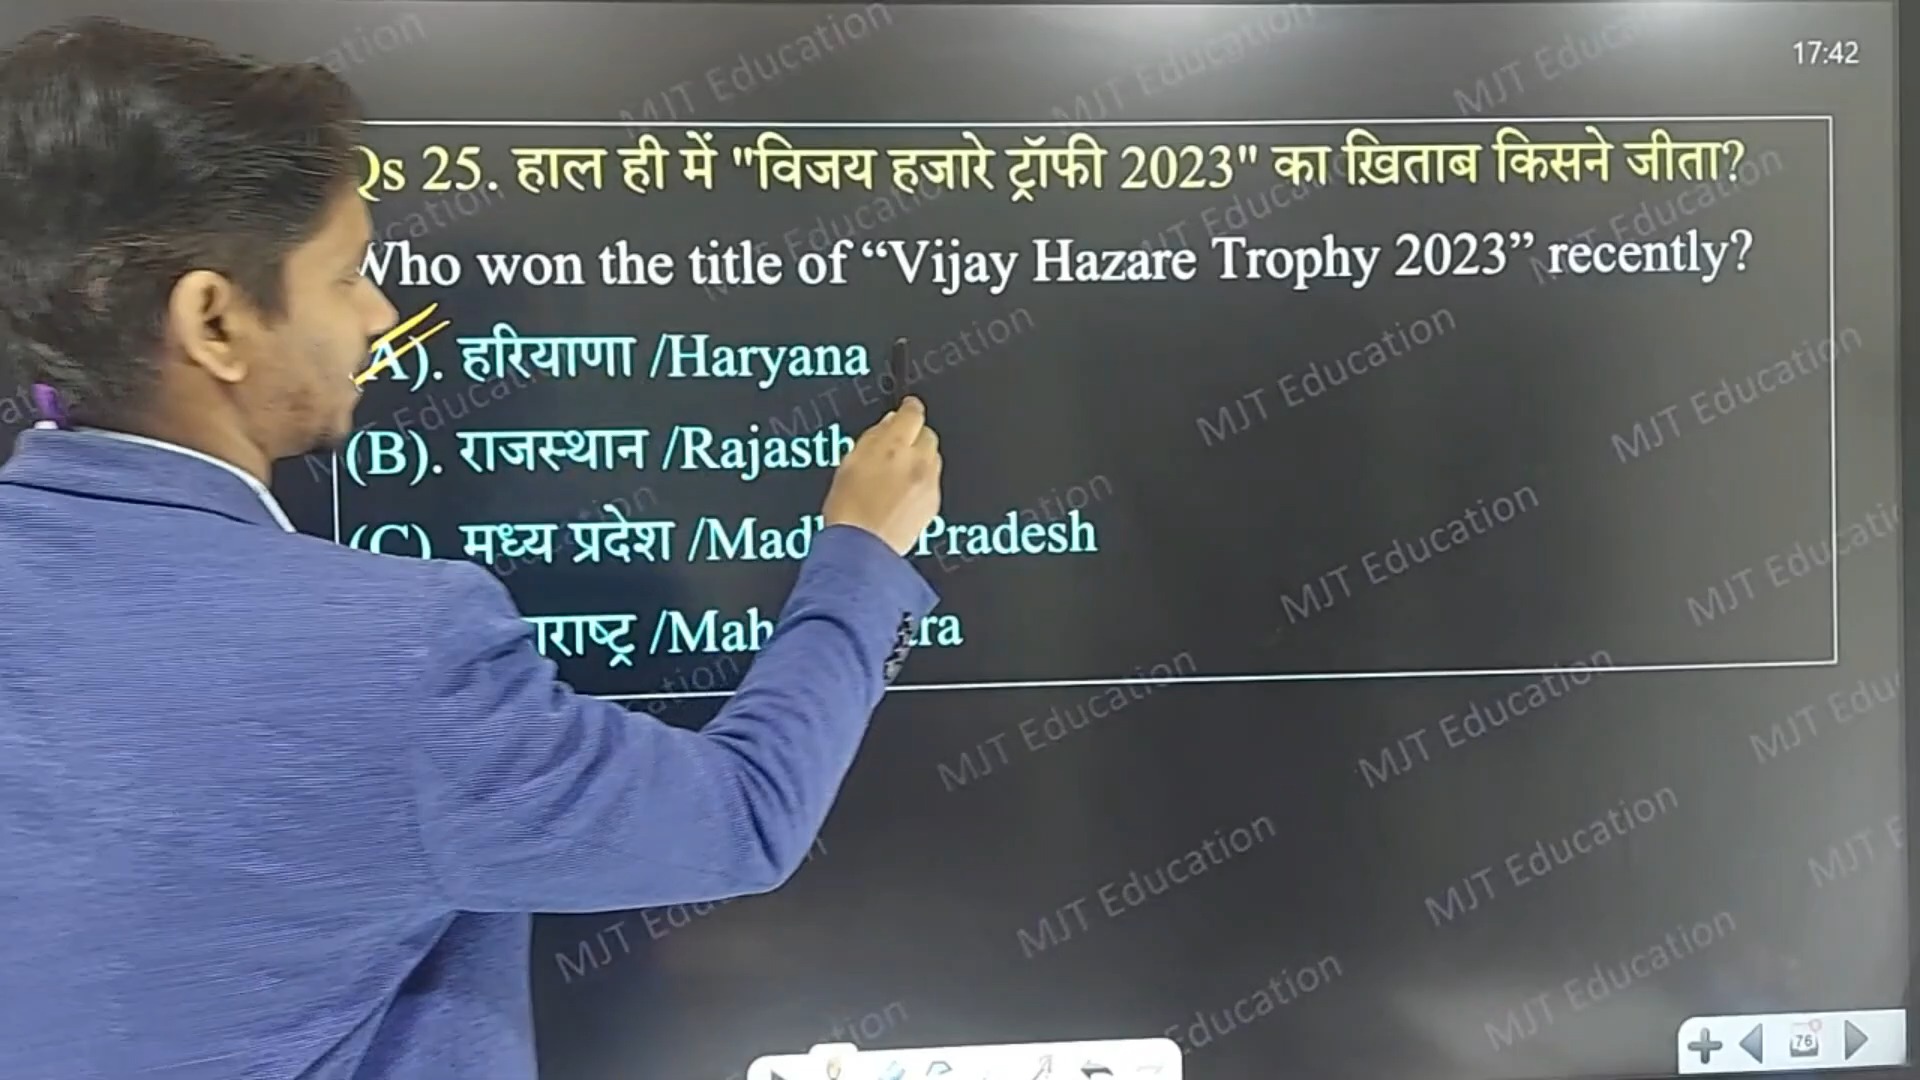 17:42
Qs 25. हाल ही में "विजय हजारे ट्रॉफी 2023" का ख़िताब किसने जीता?
Who won the title of “Vijay Hazare Trophy 2023” recently?
(A). हरियाणा /Haryana
(B). राजस्थान /Rajasth
(C). मध्य प्रदेश /Mad Pradesh
राष्ट्र /Mah ra
MJT Education
76